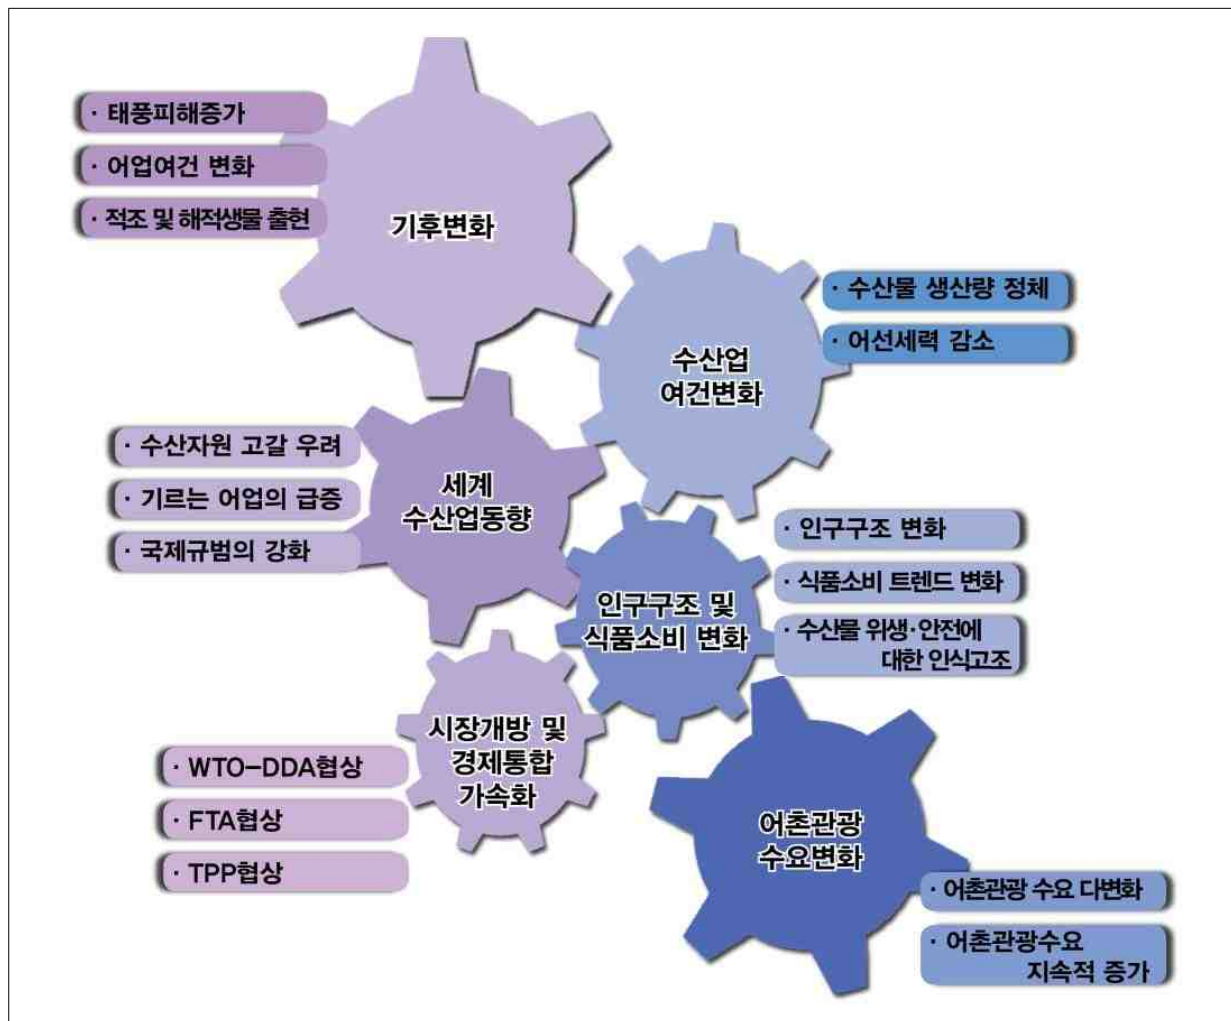 · 태풍피해증가
· 어업여건 변화
· 적조 및 해적생물 출현
기후변화
· 수산물 생산량 정체
· 어선세력 감소
수산업
여건변화
· 수산자원 고갈 우려
· 기르는 어업의 급증
· 국제규범의 강화
세계
수산업동향
· 인구구조 변화
· 식품소비 트렌드 변화
· 수산물 위생·안전에
대한 인식고조
인구구조 및
식품소비 변화
시장개방 및
경제통합
가속화
· WTO-DDA협상
· FTA협상
· TPP협상
어촌관광
수요변화
· 어촌관광 수요 다변화
· 어촌관광수요
지속적 증가